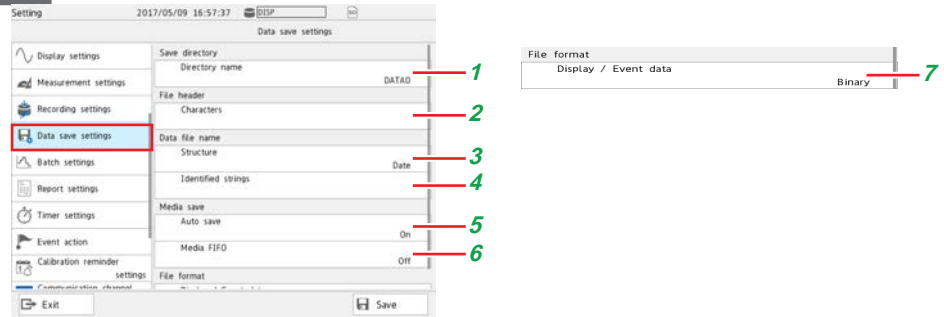 Setting 2017/05/09 16:57:37 DISP
Data save settings
Display settings
Measurement settings
Recording settings
Data save settings
Batch settings
Report settings
Timer settings
Event action
Calibration reminder
settings
Communication channel
Save directory
Directory name
DATA0
1
File header
Characters
2
Data file name
Structure
Date
3
Identified strings
4
Media save
Auto save
On
5
Media FIFO
Off
6
File format
Exit
Save
File format
Display / Event data
Binary
7